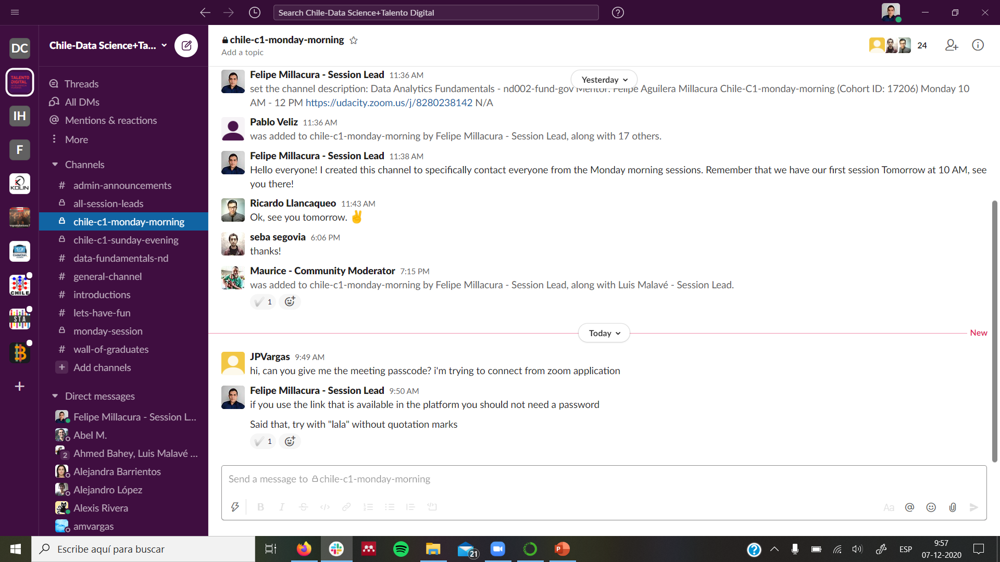 Search Chile-Data Science+Talento Digital
DC
TALENTO
DIGITAL
IH
F
KOLIN
CodeClan
CHILE
STA
Chile-Data Science+Ta...
Threads
All DMs
Mentions & reactions
More
Channels
# admin-announcements
all-session-leads
chile-c1-monday-morning
chile-c1-sunday-evening
# data-fundamentals-nd
# general-channel
# introductions
# lets-have-fun
monday-session
# wall-of-graduates
+ Add channels
Direct messages
Felipe Millacura - Session L...
Abel M.
2 Ahmed Bahey, Luis Malavé ...
Alejandra Barrientos
Alejandro López
Alexis Rivera
amvargas
chile-c1-monday-morning
Add a topic
24
Yesterday
Felipe Millacura - Session Lead 11:36 AM
set the channel description: Data Analytics Fundamentals - nd002-fund-gov Mentor: Felipe Aguilera Millacura Chile-C1-monday-morning (Cohort ID: 17206) Monday 10
AM - 12 PM https://udacity.zoom.us/j/8280238142 N/A
Pablo Veliz 11:36 AM
was added to chile-c1-monday-morning by Felipe Millacura - Session Lead, along with 17 others.
Felipe Millacura - Session Lead 11:38 AM
Hello everyone! I created this channel to specifically contact everyone from the Monday morning sessions. Remember that we have our first session Tomorrow at 10 AM, see
you there!
Ricardo Llancaqueo 11:43 AM
Ok, see you tomorrow. ✌️
seba segovia 6:06 PM
thanks!
Maurice - Community Moderator 7:15 PM
was added to chile-c1-monday-morning by Felipe Millacura - Session Lead, along with Luis Malavé - Session Lead.
1
Today
New
JPVargas 9:49 AM
hi, can you give me the meeting passcode? i'm trying to connect from zoom application
Felipe Millacura - Session Lead 9:50 AM
if you use the link that is available in the platform you should not need a password
Said that, try with "lala" without quotation marks
1
Send a message to chile-c1-monday-morning
B I S </> Aa @
Escribe aquí para buscar
21
P
ESP
9:57
07-12-2020